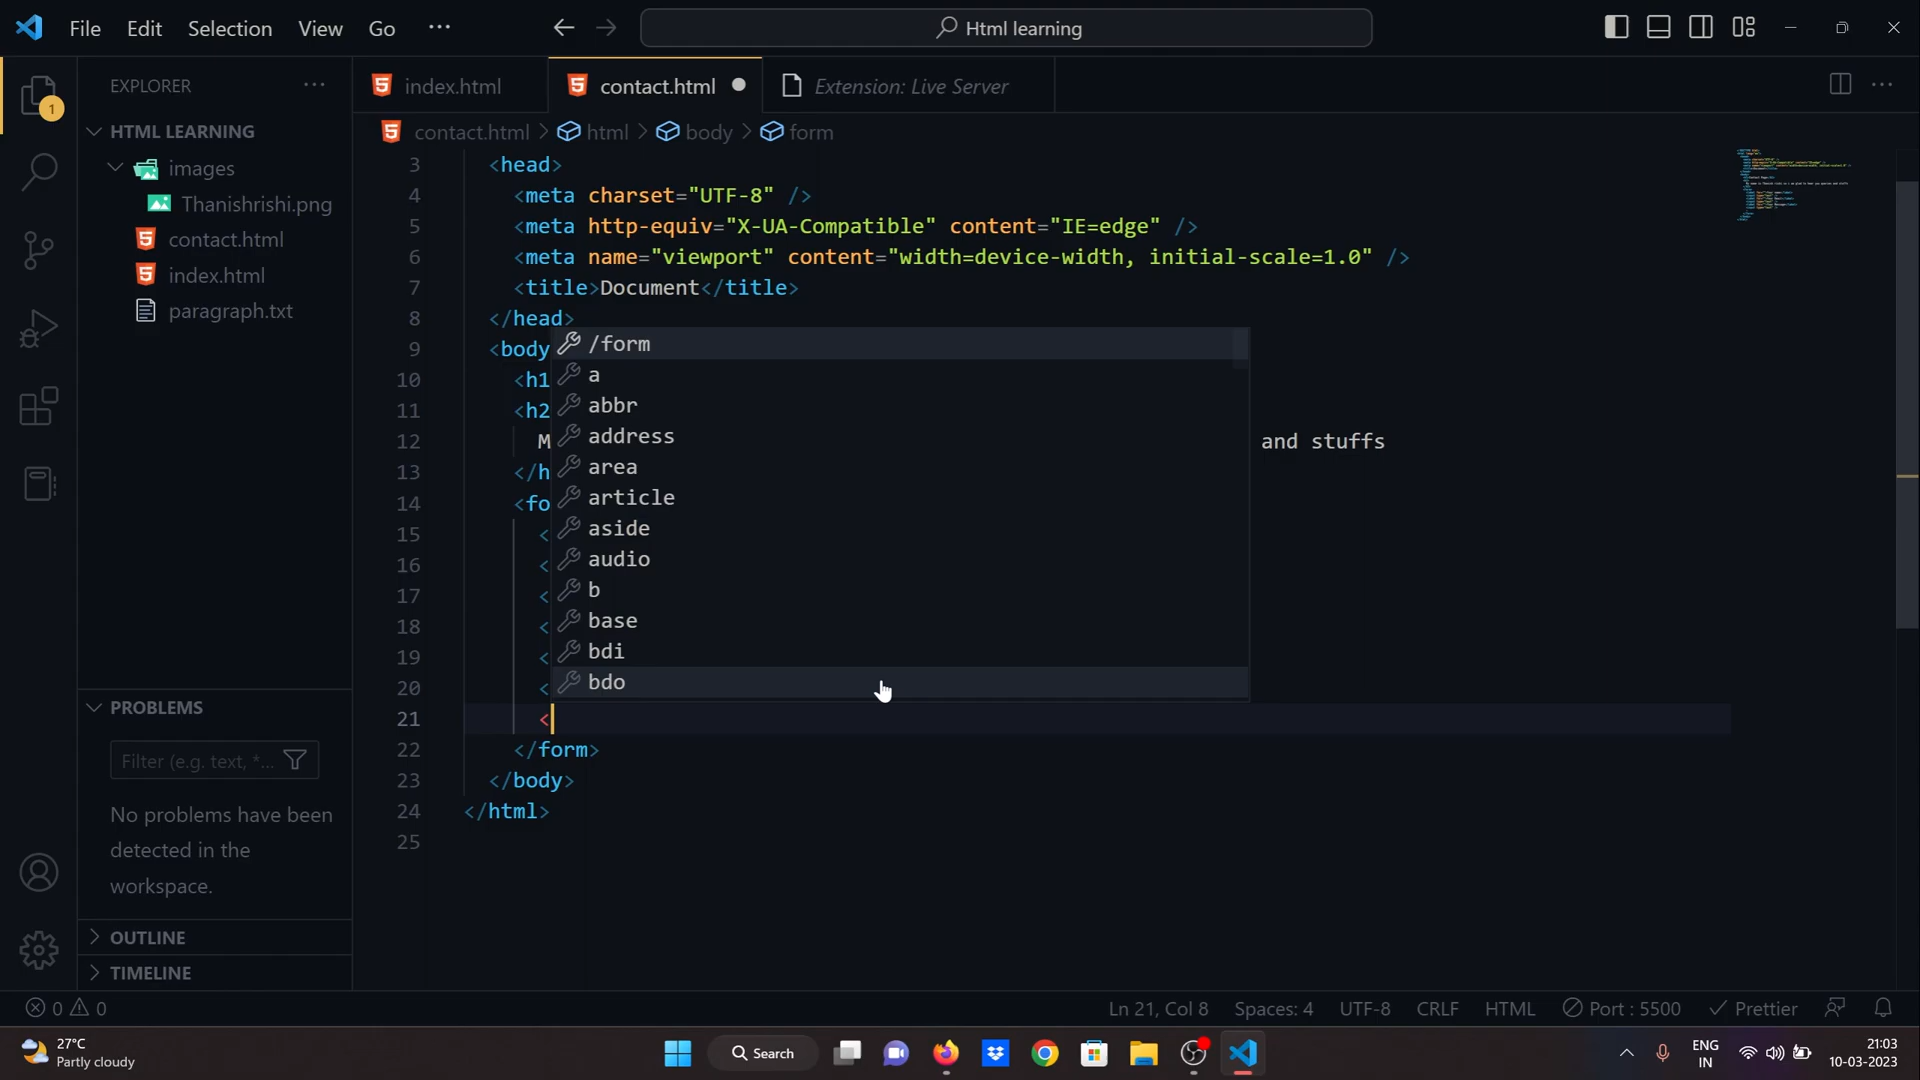 File Edit Selection View Go ··· Html learning
EXPLORER ···
HTML LEARNING
images
Thanishrishi.png
contact.html
index.html
paragraph.txt
PROBLEMS
Filter (e.g. text, *...
No problems have been
detected in the
workspace.
OUTLINE
TIMELINE
index.html contact.html Extension: Live Server ···
contact.html > html > body > form
3 <head>
4 <meta charset="UTF-8" />
5 <meta http-equiv="X-UA-Compatible" content="IE=edge" />
6 <meta name="viewport" content="width=device-width, initial-scale=1.0" />
7 <title>Document</title>
8 </head>
9 <body
10 <h1
11 <h2
12 M and stuffs
13 </h
14 <fo
15 <
16 <
17 <
18 <
19 <
20 <
21 <
22 </form>
23 </body>
24 </html>
25
/form
a
abbr
address
area
article
aside
audio
b
base
bdi
bdo
1
0 0 Ln 21, Col 8 Spaces: 4 UTF-8 CRLF HTML Port : 5500 Prettier
27°C
Partly cloudy
Search
ENG
IN
21:03
10-03-2023